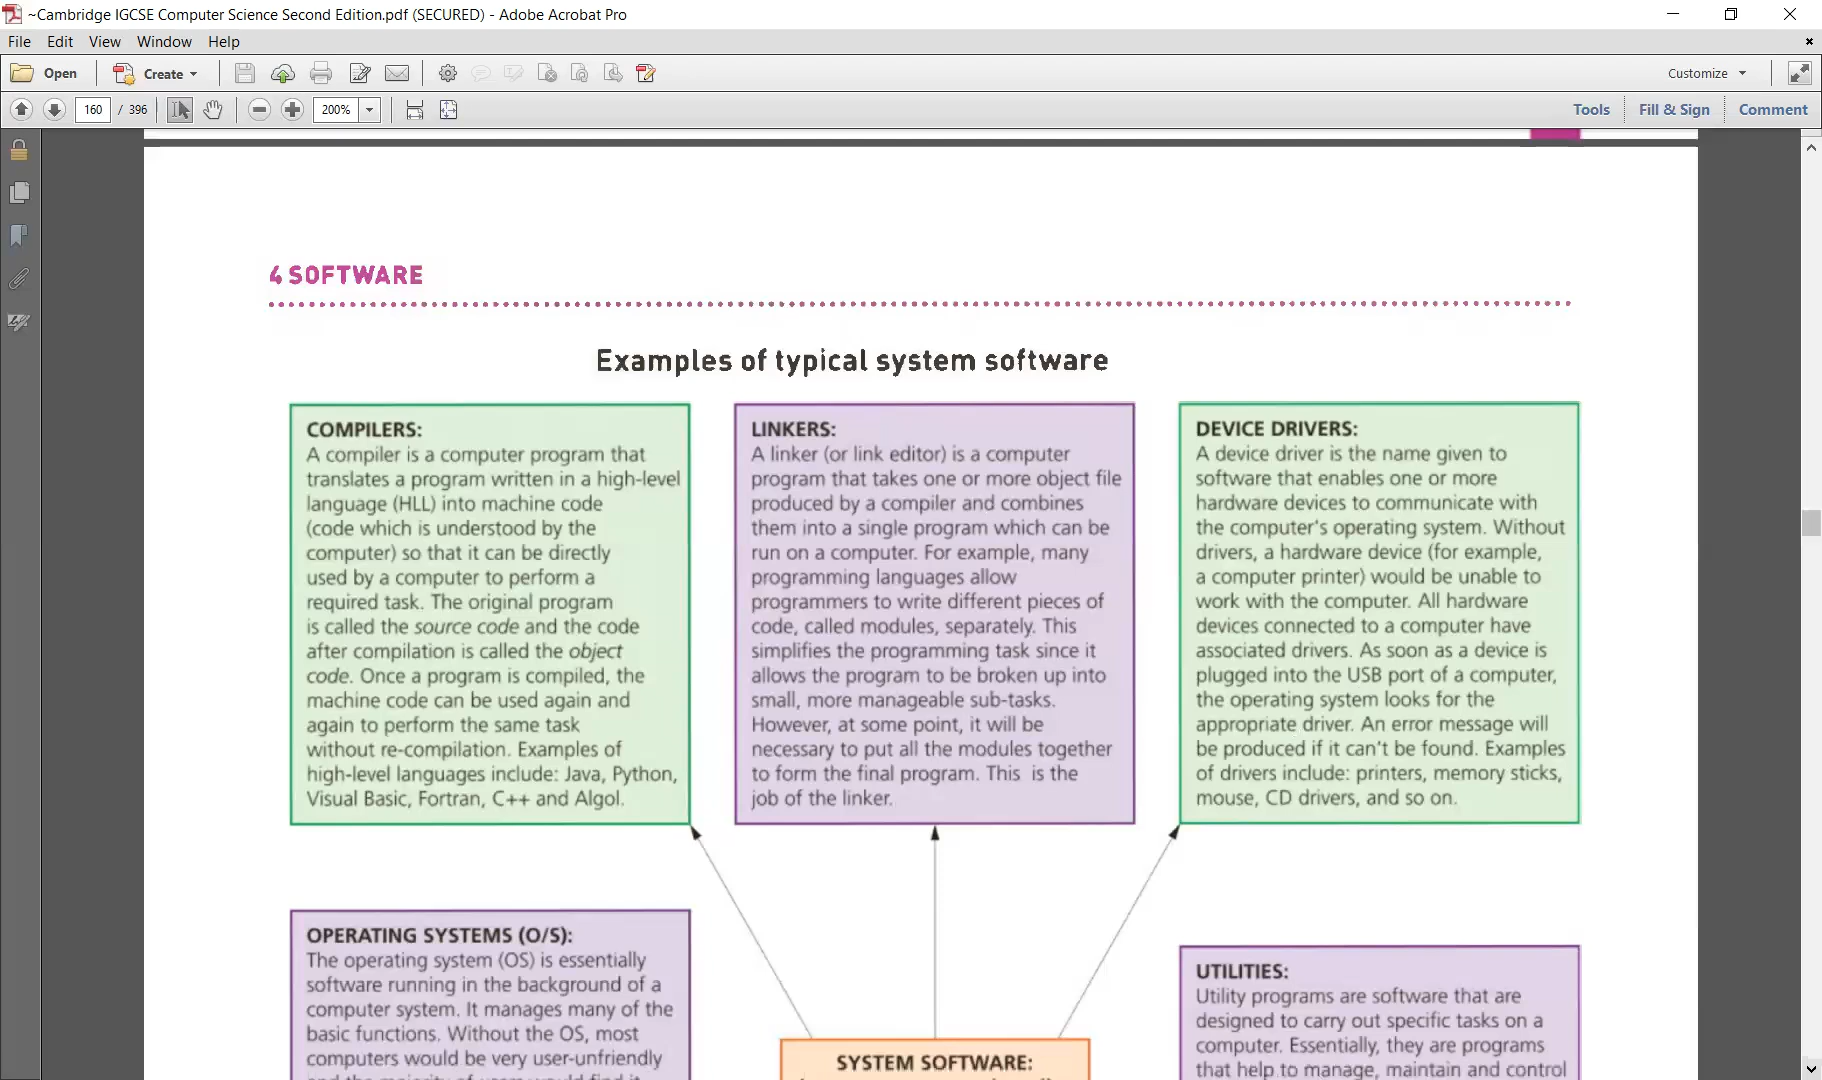 ~Cambridge IGCSE Computer Science Second Edition.pdf (SECURED) - Adobe Acrobat Pro
File Edit View Window Help
Open Create Customize
160 / 396 200% Tools Fill & Sign Comment
4 SOFTWARE
Examples of typical system software
COMPILERS:
A compiler is a computer program that
translates a program written in a high-level
language (HLL) into machine code
(code which is understood by the
computer) so that it can be directly
used by a computer to perform a
required task. The original program
is called the source code and the code
after compilation is called the object
code. Once a program is compiled, the
machine code can be used again and
again to perform the same task
without re-compilation. Examples of
high-level languages include: Java, Python,
Visual Basic, Fortran, C++ and Algol.
LINKERS:
A linker (or link editor) is a computer
program that takes one or more object file
produced by a compiler and combines
them into a single program which can be
run on a computer. For example, many
programming languages allow
programmers to write different pieces of
code, called modules, separately. This
simplifies the programming task since it
allows the program to be broken up into
small, more manageable sub-tasks.
However, at some point, it will be
necessary to put all the modules together
to form the final program. This is the
job of the linker.
DEVICE DRIVERS:
A device driver is the name given to
software that enables one or more
hardware devices to communicate with
the computer's operating system. Without
drivers, a hardware device (for example,
a computer printer) would be unable to
work with the computer. All hardware
devices connected to a computer have
associated drivers. As soon as a device is
plugged into the USB port of a computer,
the operating system looks for the
appropriate driver. An error message will
be produced if it can't be found. Examples
of drivers include: printers, memory sticks,
mouse, CD drivers, and so on.
OPERATING SYSTEMS (O/S):
The operating system (OS) is essentially
software running in the background of a
computer system. It manages many of the
basic functions. Without the OS, most
computers would be very user-unfriendly
SYSTEM SOFTWARE:
UTILITIES:
Utility programs are software that are
designed to carry out specific tasks on a
computer. Essentially, they are programs
that help to manage, maintain and control